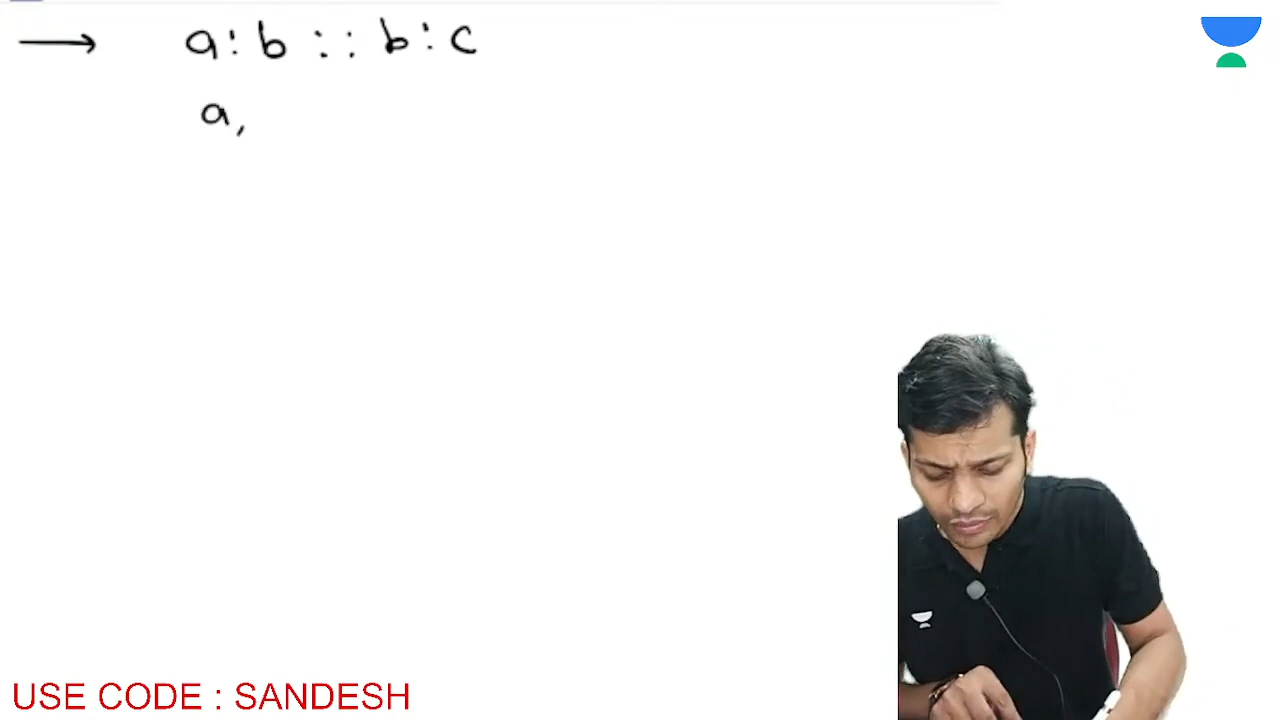 → a : b :: b : c
a,
USE CODE : SANDESH